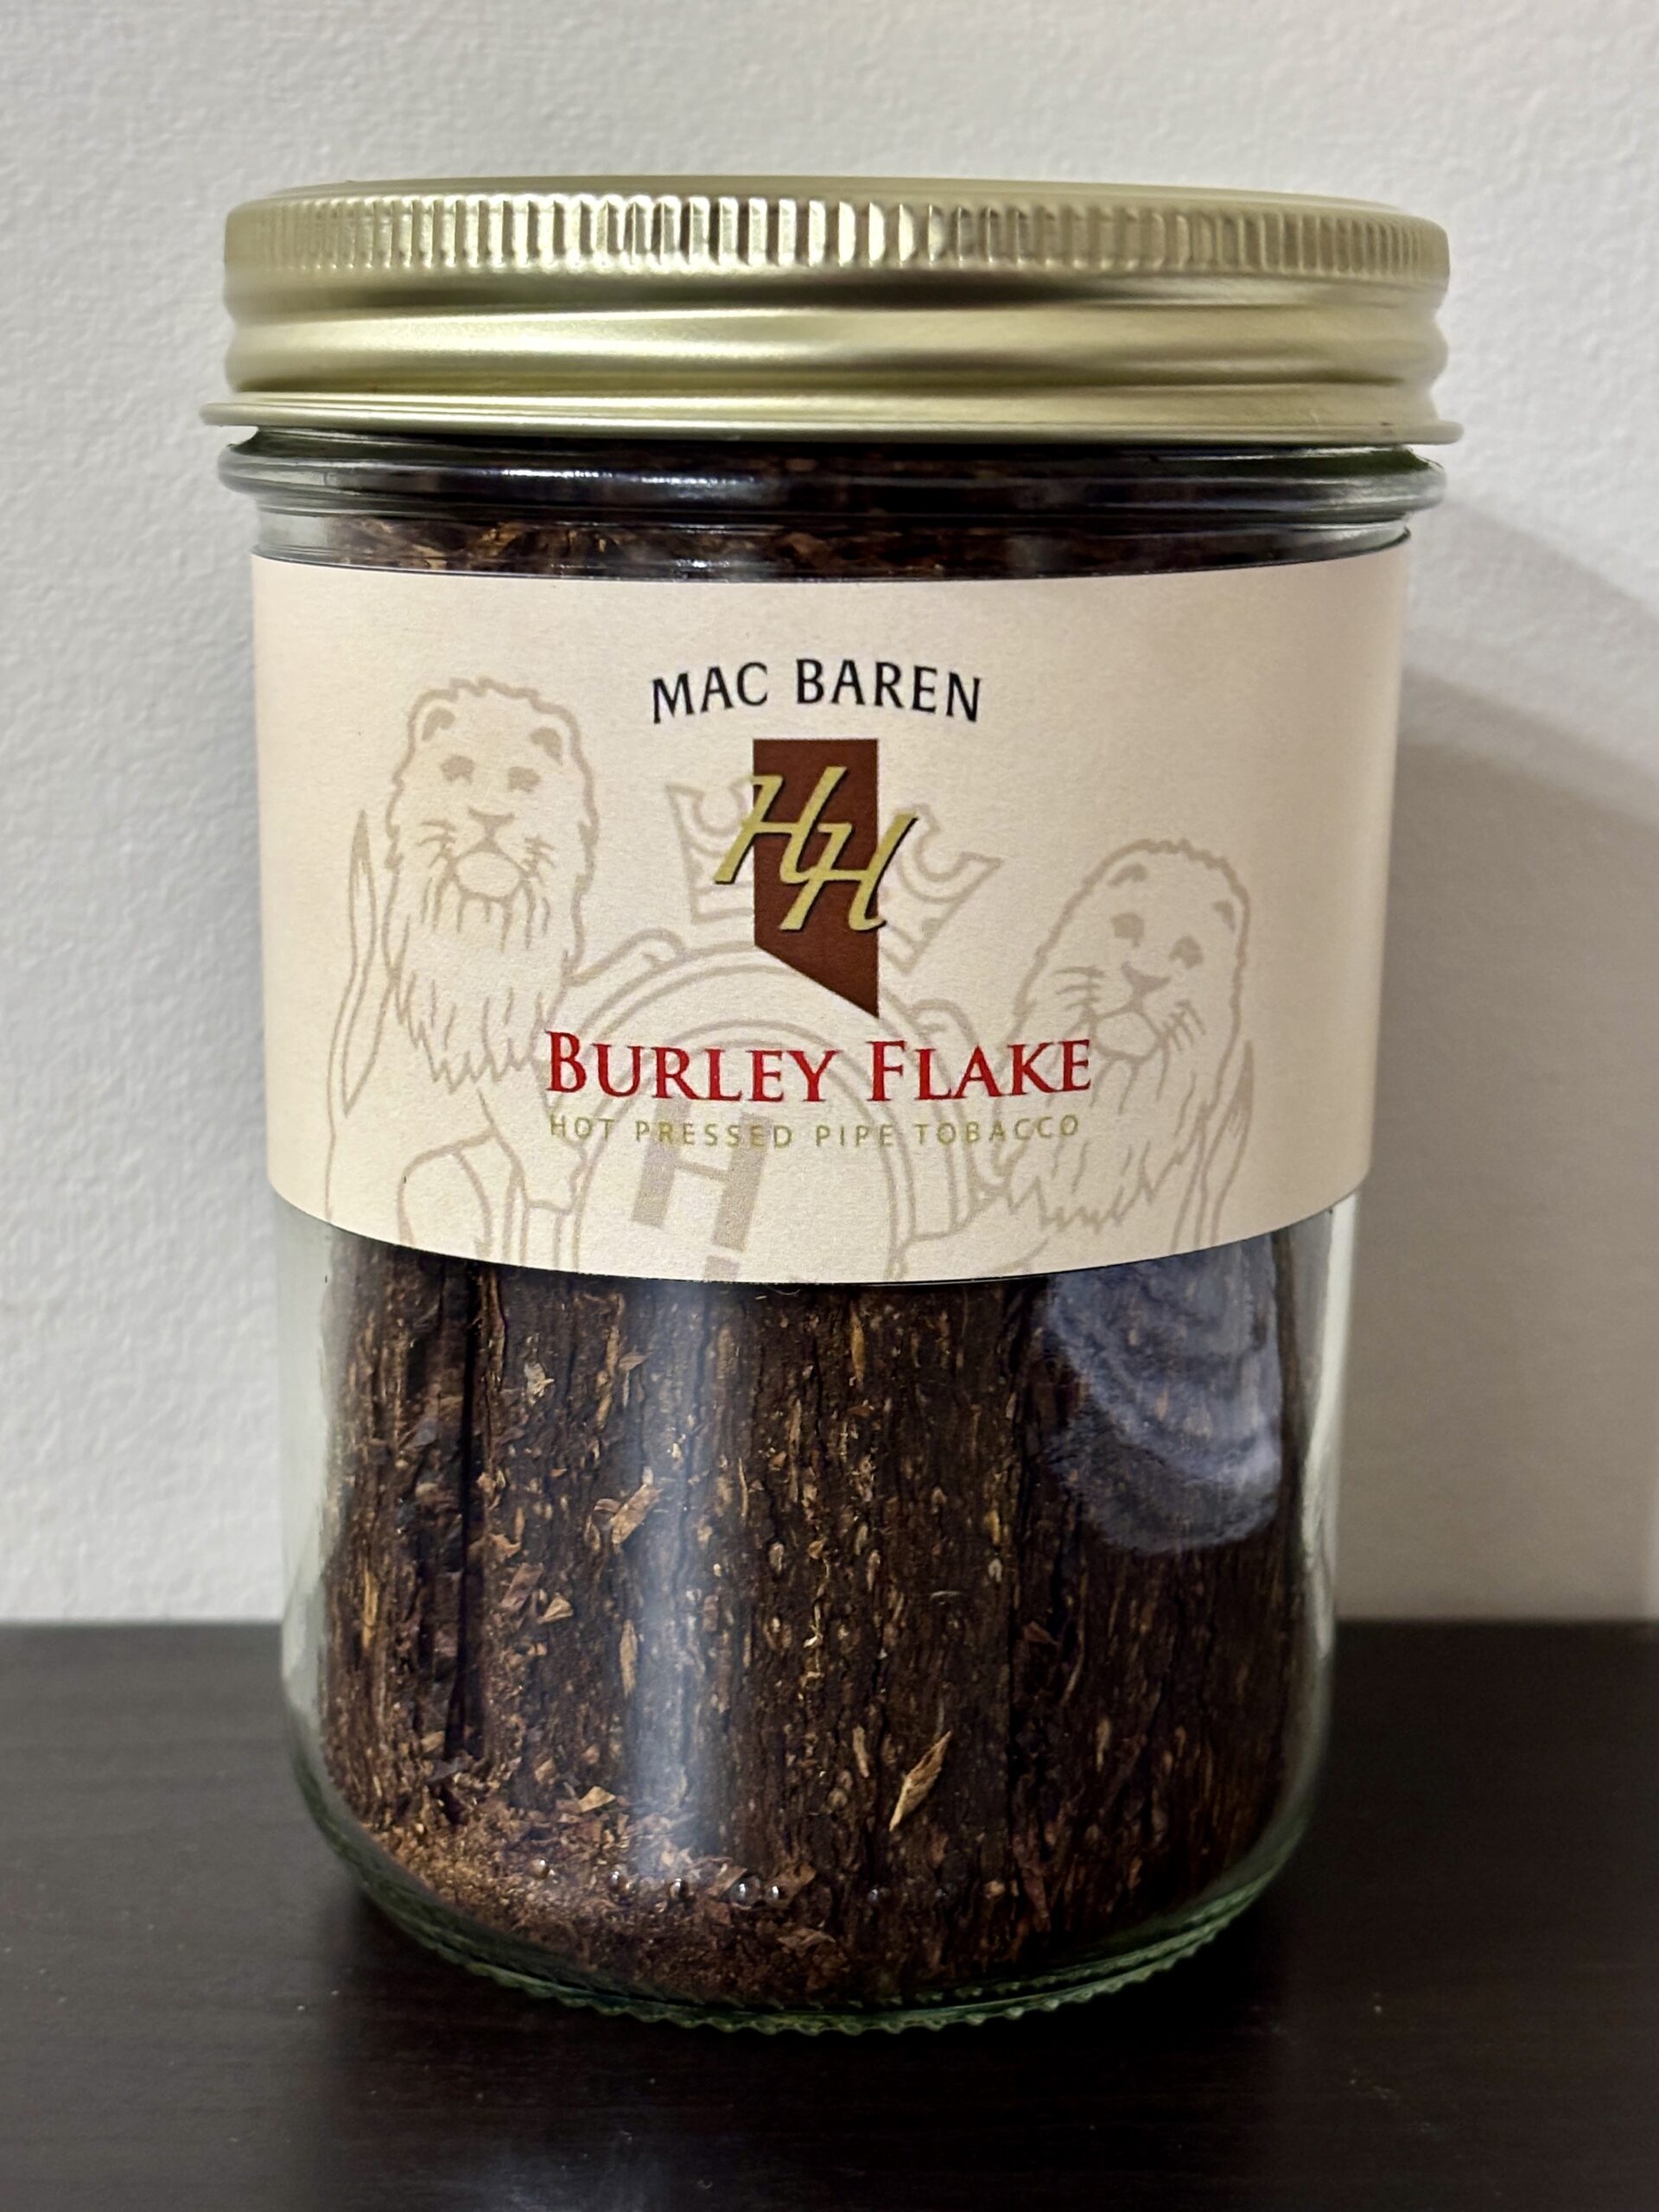 MAC BAREN
HH
BURLEY FLAKE
HOT PRESSED PIPE TOBACCO
H